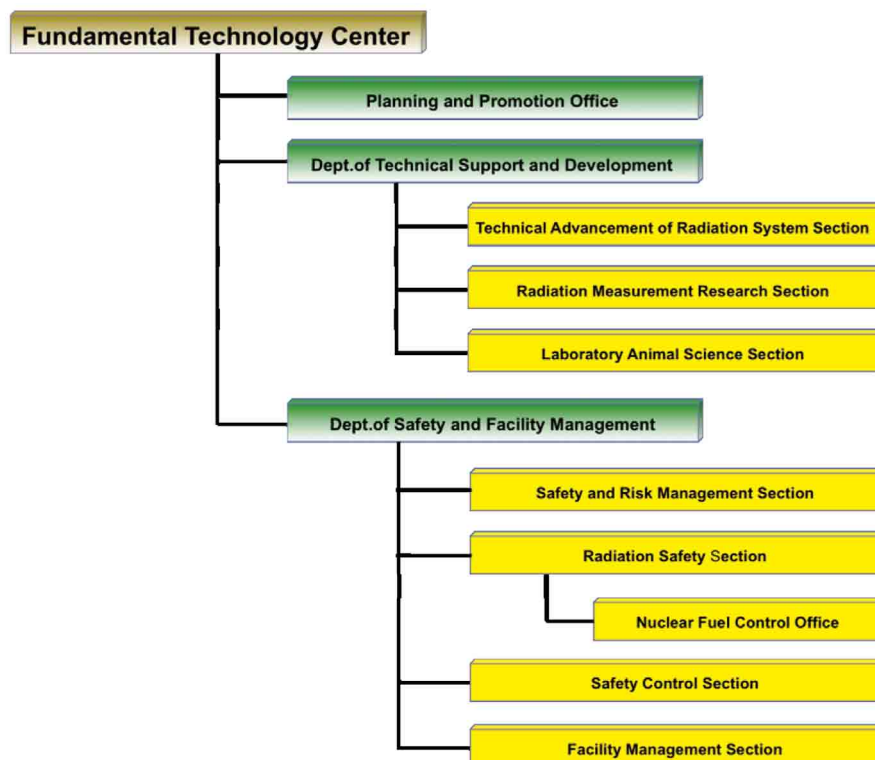 Fundamental Technology Center
Planning and Promotion Office
Dept.of Technical Support and Development
Technical Advancement of Radiation System Section
Radiation Measurement Research Section
Laboratory Animal Science Section
Dept.of Safety and Facility Management
Safety and Risk Management Section
Radiation Safety Section
Nuclear Fuel Control Office
Safety Control Section
Facility Management Section